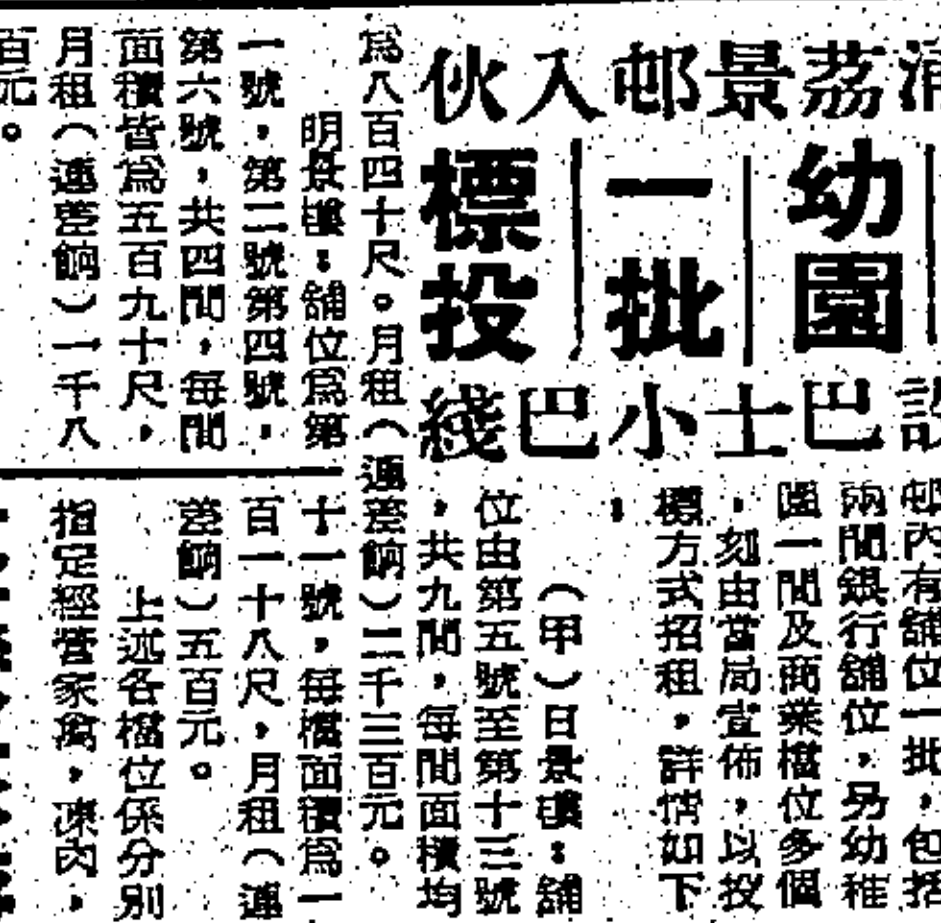 荔景邨入伙
幼園
一批
標投
設巴士小巴綫
邨內有舖位一批，包括
兩間銀行舖位，另幼稚
園一間及商業檔位多個
，刻由當局宣佈，以投
標方式招租，詳情如下
：
（甲）日景樓：舖
位由第五號至第十三號
，共九間，每間面積均
為八百四十尺。月租（連差餉）二千三百元。
明景樓：舖位為第
一號，第二號第四號，
第六號，共四間，每間
面積皆為五百九十尺，
月租（連差餉）一千八
百元。
十一號，每檔面積為一
百一十八尺，月租（連
差餉）五百元。
上述各檔位係分別
指定經營家禽，凍肉，